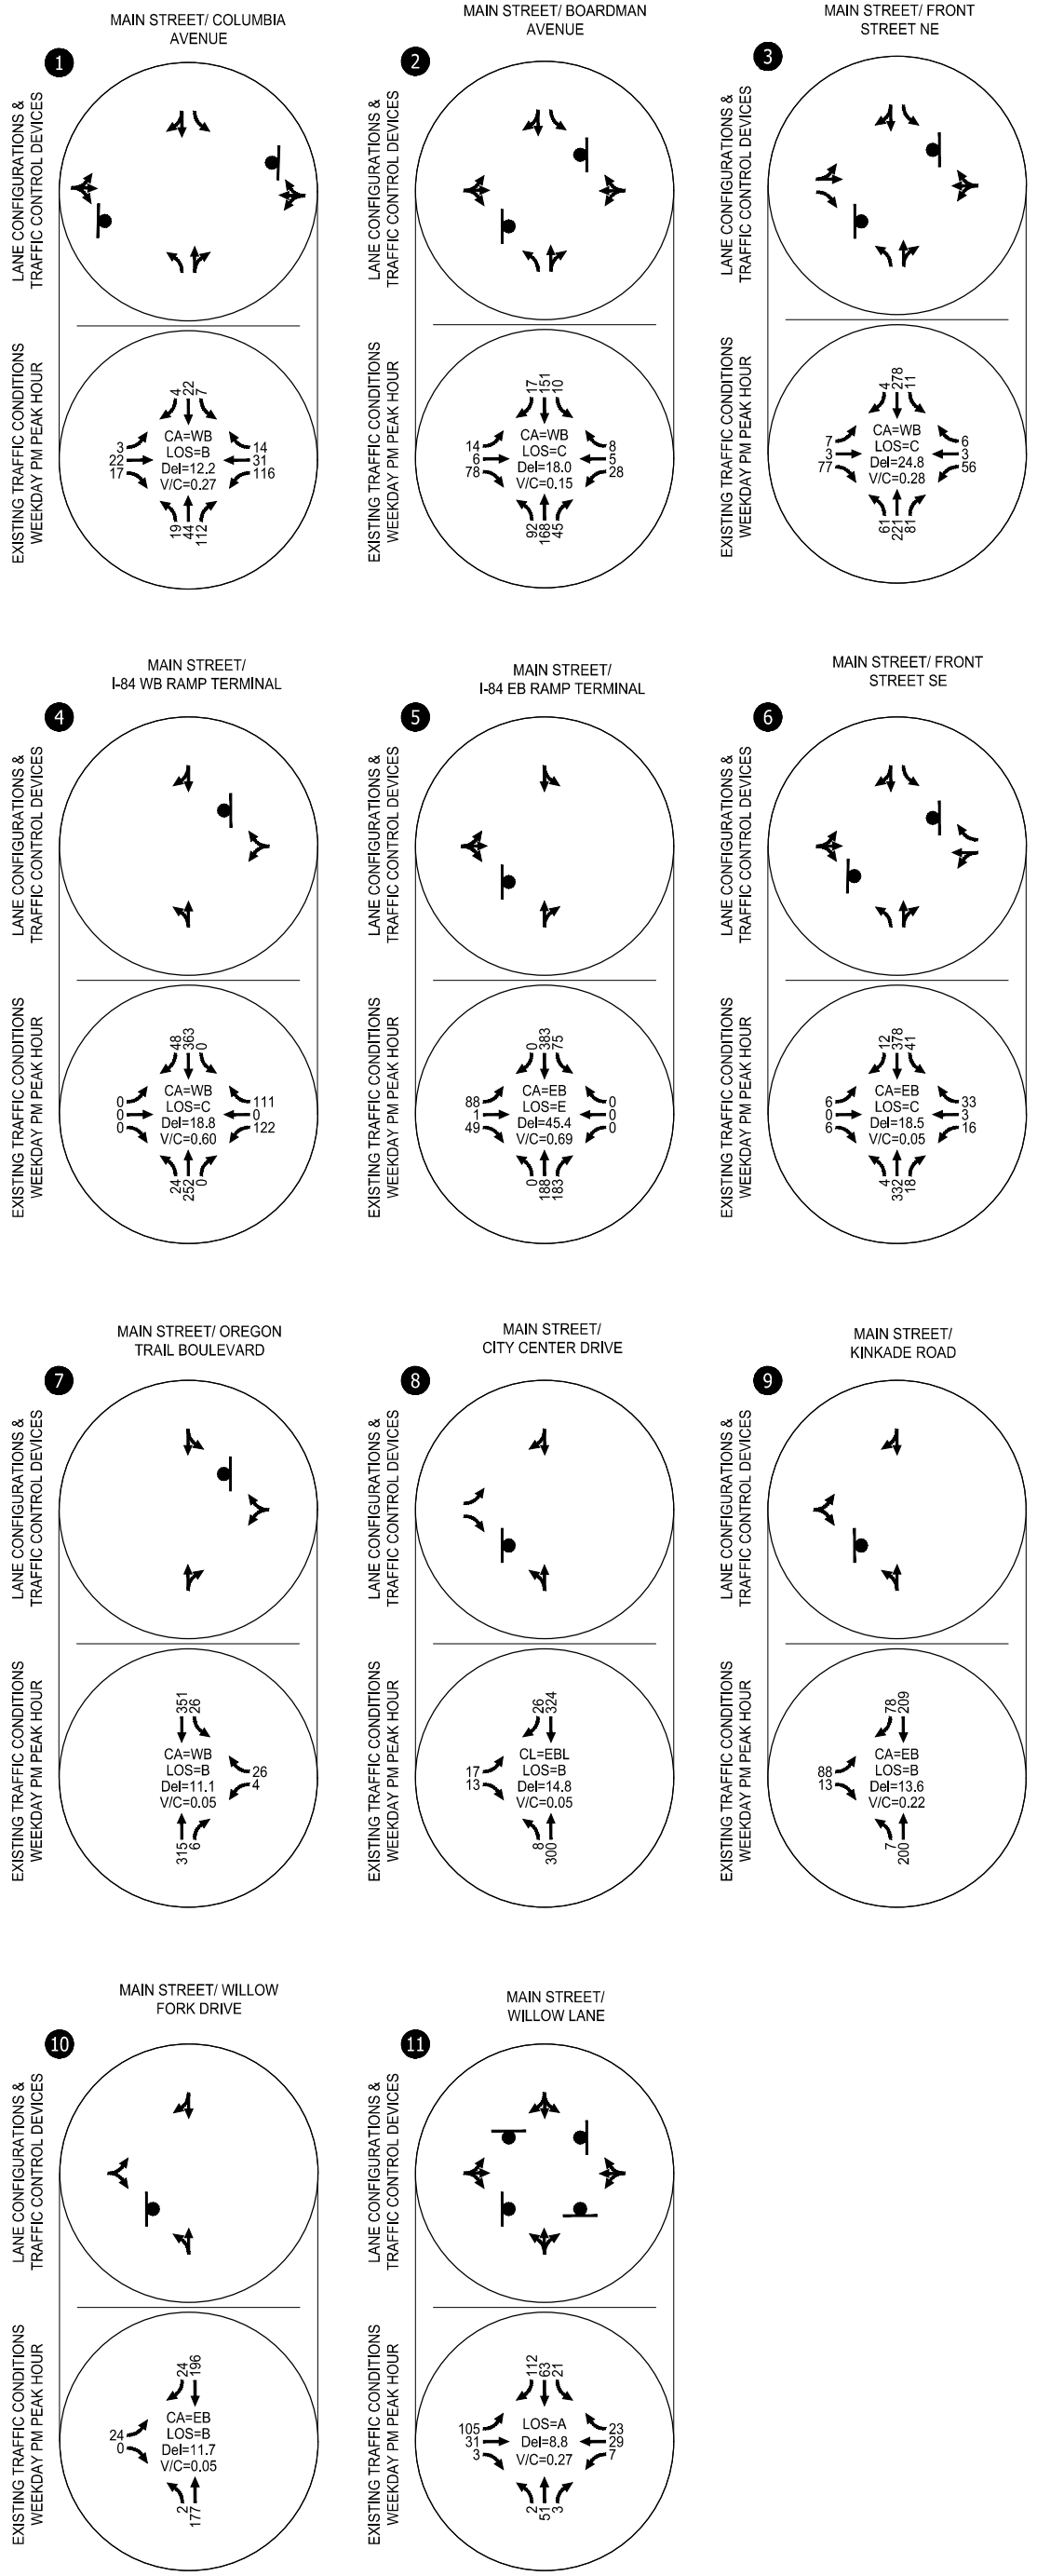 MAIN STREET/ COLUMBIA
AVENUE
1
LANE CONFIGURATIONS &
TRAFFIC CONTROL DEVICES
EXISTING TRAFFIC CONDITIONS
WEEKDAY PM PEAK HOUR
4 22 7
3
22
17
CA=WB
LOS=B
Del=12.2
V/C=0.27
14
31
116
19 44 112
MAIN STREET/ BOARDMAN
AVENUE
2
LANE CONFIGURATIONS &
TRAFFIC CONTROL DEVICES
EXISTING TRAFFIC CONDITIONS
WEEKDAY PM PEAK HOUR
17 151 10
14
6
78
CA=WB
LOS=C
Del=18.0
V/C=0.15
8
5
28
92 168 45
MAIN STREET/ FRONT
STREET NE
3
LANE CONFIGURATIONS &
TRAFFIC CONTROL DEVICES
EXISTING TRAFFIC CONDITIONS
WEEKDAY PM PEAK HOUR
4 278 11
7
3
77
CA=WB
LOS=C
Del=24.8
V/C=0.28
6
3
56
61 221 81
MAIN STREET/
I-84 WB RAMP TERMINAL
4
LANE CONFIGURATIONS &
TRAFFIC CONTROL DEVICES
EXISTING TRAFFIC CONDITIONS
WEEKDAY PM PEAK HOUR
48 363 0
0
0
0
CA=WB
LOS=C
Del=18.8
V/C=0.60
111
0
122
24 252 0
MAIN STREET/
I-84 EB RAMP TERMINAL
5
LANE CONFIGURATIONS &
TRAFFIC CONTROL DEVICES
EXISTING TRAFFIC CONDITIONS
WEEKDAY PM PEAK HOUR
0 383 75
88
1
49
CA=EB
LOS=E
Del=45.4
V/C=0.69
0
0
0
0 188 183
MAIN STREET/ FRONT
STREET SE
6
LANE CONFIGURATIONS &
TRAFFIC CONTROL DEVICES
EXISTING TRAFFIC CONDITIONS
WEEKDAY PM PEAK HOUR
12 378 41
6
0
6
CA=EB
LOS=C
Del=18.5
V/C=0.05
33
3
16
4 332 18
MAIN STREET/ OREGON
TRAIL BOULEVARD
7
LANE CONFIGURATIONS &
TRAFFIC CONTROL DEVICES
EXISTING TRAFFIC CONDITIONS
WEEKDAY PM PEAK HOUR
351 26
CA=WB
LOS=B
Del=11.1
V/C=0.05
26
4
315 6
MAIN STREET/
CITY CENTER DRIVE
8
LANE CONFIGURATIONS &
TRAFFIC CONTROL DEVICES
EXISTING TRAFFIC CONDITIONS
WEEKDAY PM PEAK HOUR
26 324
17
13
CL=EBL
LOS=B
Del=14.8
V/C=0.05
8 300
MAIN STREET/
KINKADE ROAD
9
LANE CONFIGURATIONS &
TRAFFIC CONTROL DEVICES
EXISTING TRAFFIC CONDITIONS
WEEKDAY PM PEAK HOUR
78 209
88
13
CA=EB
LOS=B
Del=13.6
V/C=0.22
7 200
MAIN STREET/ WILLOW
FORK DRIVE
10
LANE CONFIGURATIONS &
TRAFFIC CONTROL DEVICES
EXISTING TRAFFIC CONDITIONS
WEEKDAY PM PEAK HOUR
24 196
24
0
CA=EB
LOS=B
Del=11.7
V/C=0.05
2 177
MAIN STREET/
WILLOW LANE
11
LANE CONFIGURATIONS &
TRAFFIC CONTROL DEVICES
EXISTING TRAFFIC CONDITIONS
WEEKDAY PM PEAK HOUR
112 63 21
105
31
3
LOS=A
Del=8.8
V/C=0.27
23
29
7
2 51 3